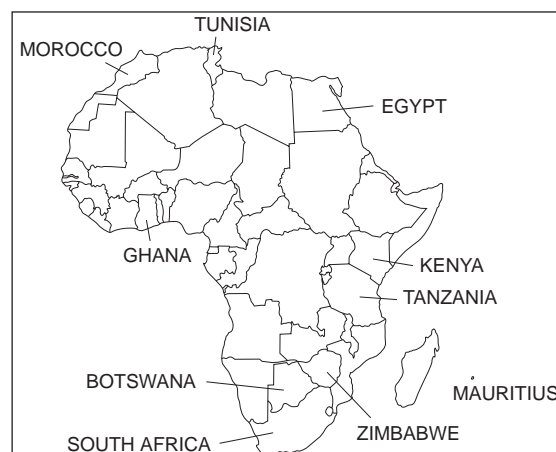 TUNISIA
MOROCCO
EGYPT
GHANA
KENYA
TANZANIA
BOTSWANA
MAURITIUS
ZIMBABWE
SOUTH AFRICA